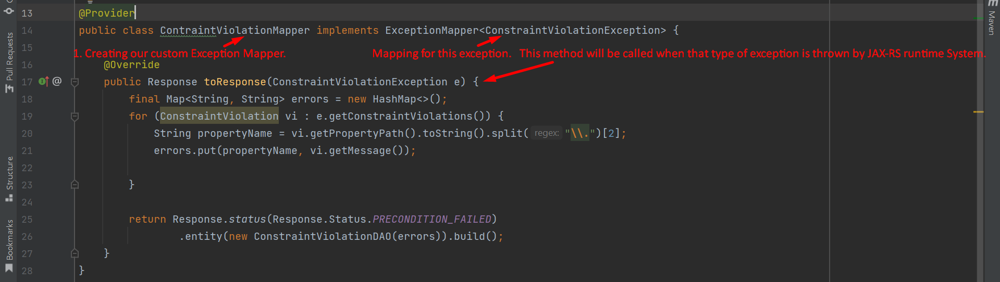 13 @Provider
14 public class ContraintViolationMapper implements ExceptionMapper<ConstraintViolationException> {
15 1. Creating our custom Exception Mapper. Mapping for this exception. This method will be called when that type of exception is thrown by JAX-RS runtime System.
16 @Override
17 I @ public Response toResponse(ConstraintViolationException e) {
18 final Map<String, String> errors = new HashMap<>();
19 for (ConstraintViolation vi : e.getConstraintViolations()) {
20 String propertyName = vi.getPropertyPath().toString().split( regex: "\\.")[2];
21 errors.put(propertyName, vi.getMessage());
22
23 }
24
25 return Response.status(Response.Status.PRECONDITION_FAILED)
26 .entity(new ConstraintViolationDAO(errors)).build();
27 }
28 }
Pull Requests
Structure
Bookmarks
m
Maven